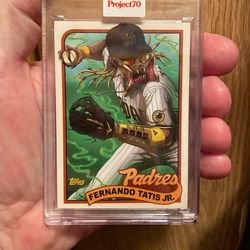 Project70
Topps
Padres
FERNANDO TATIS JR.